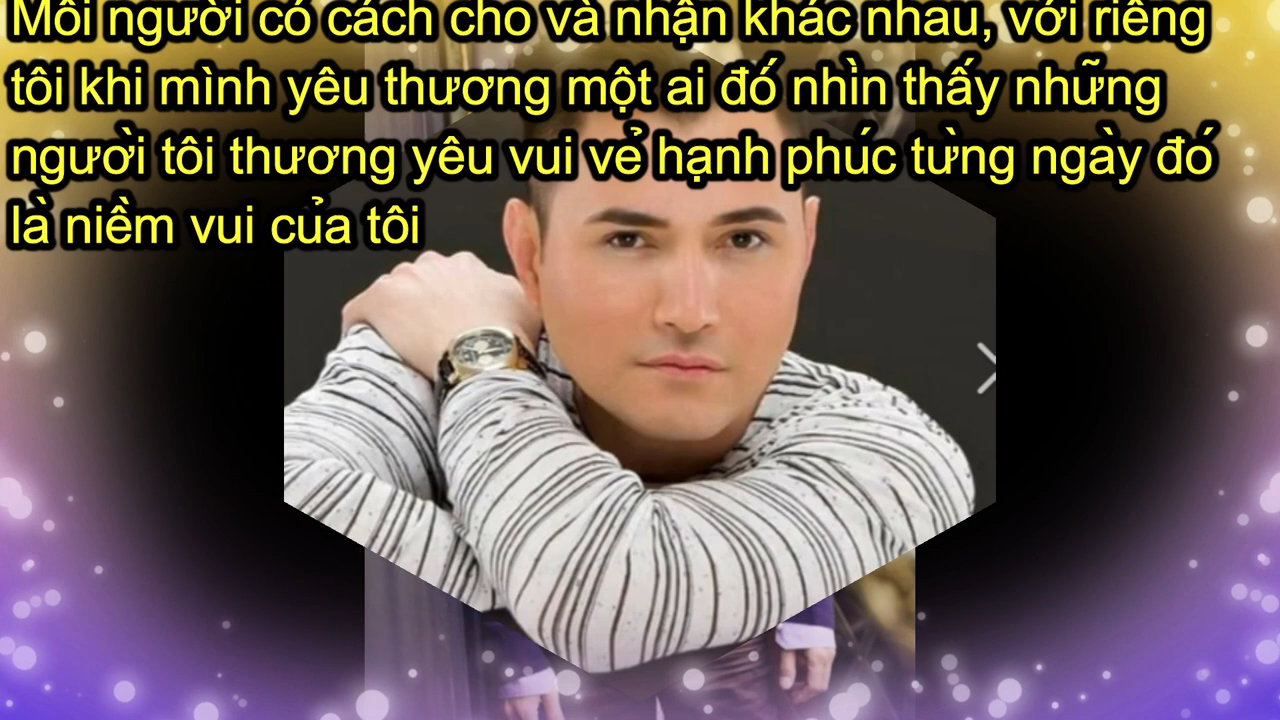 Mỗi người có cách cho và nhận khác nhau, với riêng
tôi khi mình yêu thương một ai đó nhìn thấy những
người tôi thương yêu vui vẻ hạnh phúc từng ngày đó
là niềm vui của tôi